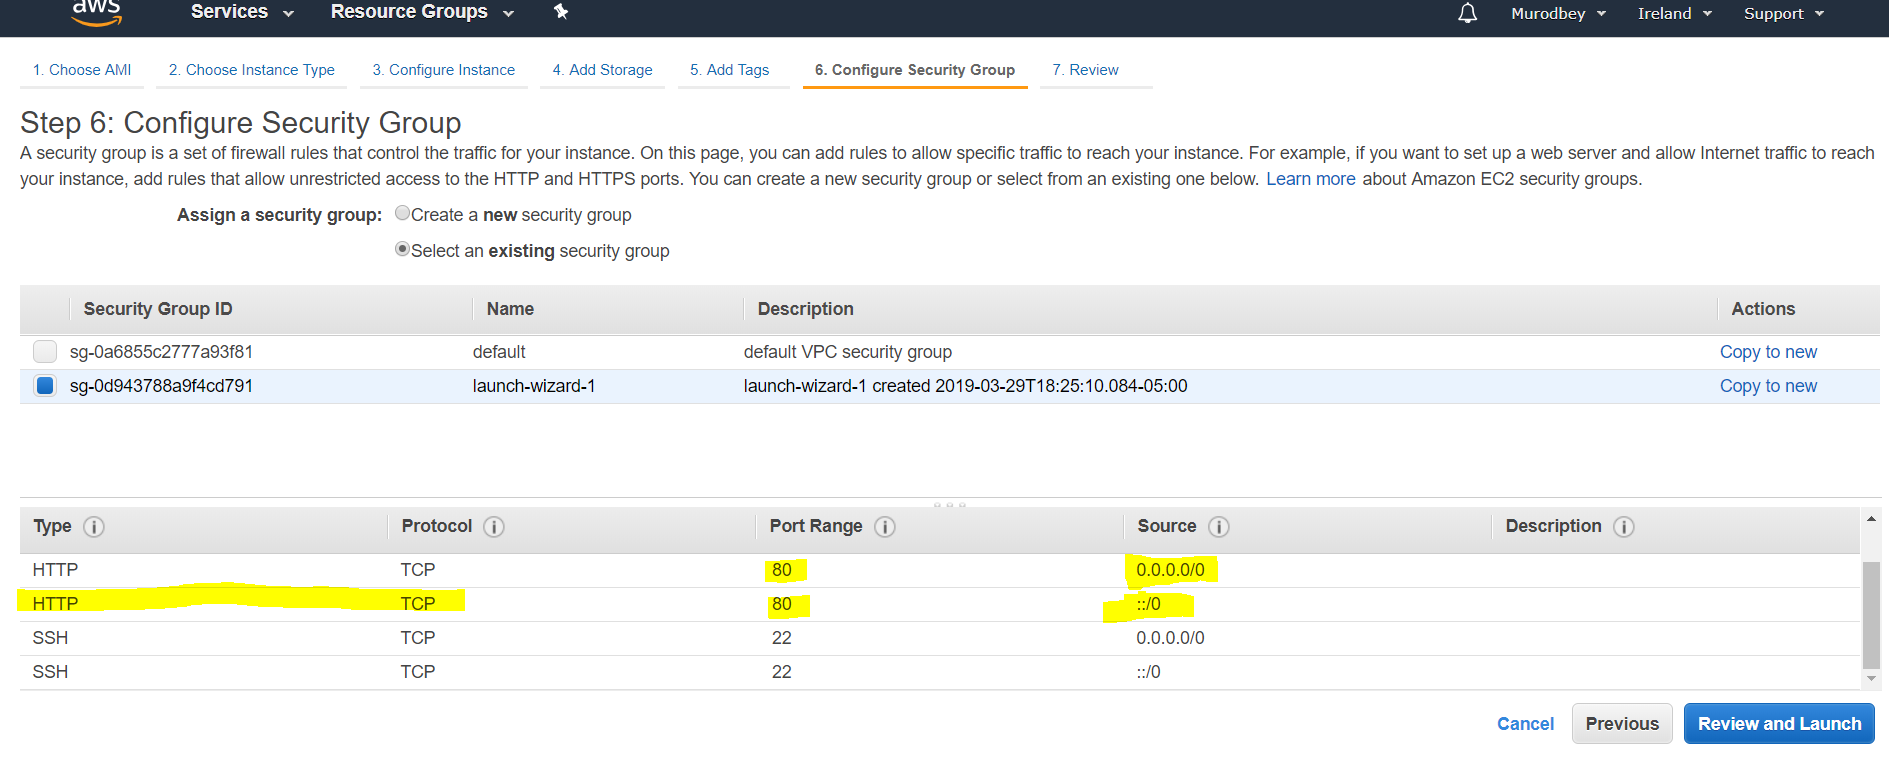 aws Services Resource Groups Murodbey Ireland Support
1. Choose AMI 2. Choose Instance Type 3. Configure Instance 4. Add Storage 5. Add Tags 6. Configure Security Group 7. Review
Step 6: Configure Security Group
A security group is a set of firewall rules that control the traffic for your instance. On this page, you can add rules to allow specific traffic to reach your instance. For example, if you want to set up a web server and allow Internet traffic to reach
your instance, add rules that allow unrestricted access to the HTTP and HTTPS ports. You can create a new security group or select from an existing one below. Learn more about Amazon EC2 security groups.
Assign a security group: Create a new security group
Select an existing security group
Security Group ID Name Description Actions
sg-0a6855c2777a93f81 default default VPC security group Copy to new
sg-0d943788a9f4cd791 launch-wizard-1 launch-wizard-1 created 2019-03-29T18:25:10.084-05:00 Copy to new
Type i Protocol i Port Range i Source i Description i
HTTP TCP 80 0.0.0.0/0
HTTP TCP 80 ::/0
SSH TCP 22 0.0.0.0/0
SSH TCP 22 ::/0
Cancel Previous Review and Launch